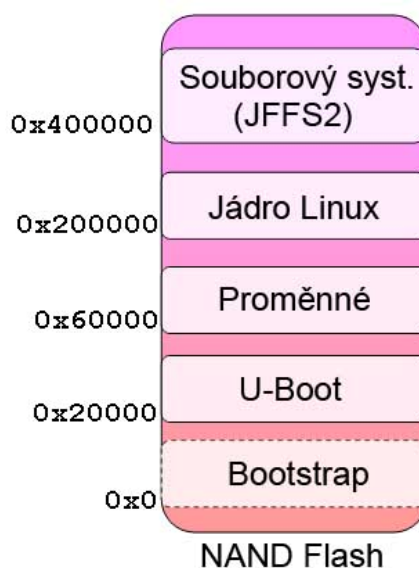 Souborový syst.
(JFFS2)
0x400000
Jádro Linux
0x200000
Proměnné
0x60000
U-Boot
0x20000
Bootstrap
0x0
NAND Flash